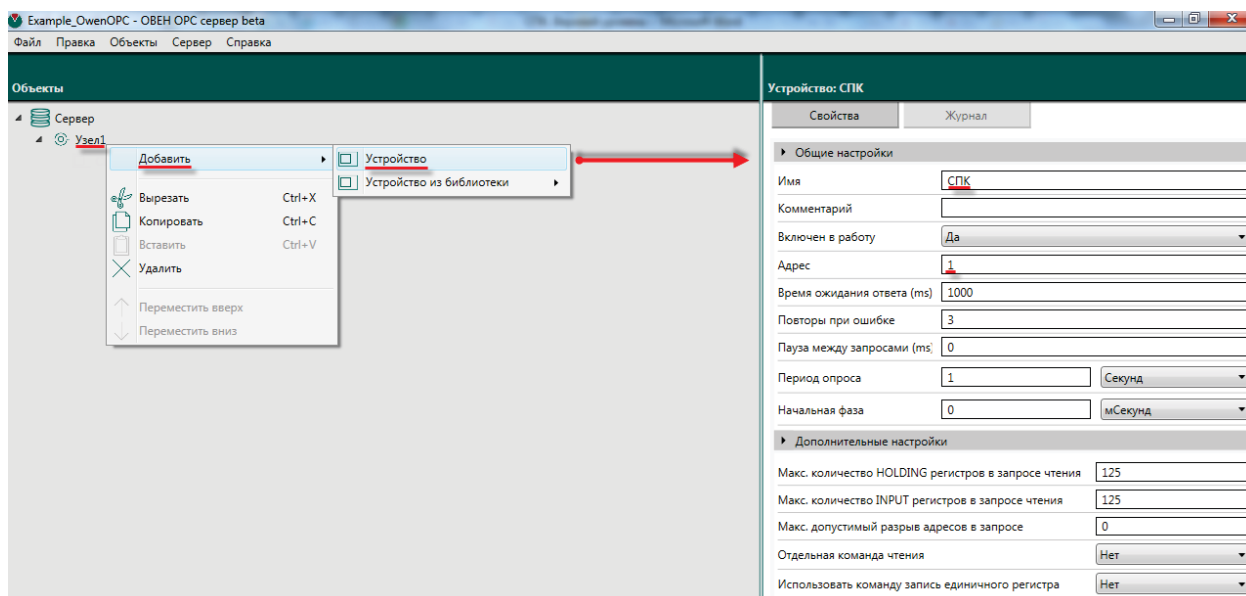 Example_OwenOPC - ОВЕН OPC сервер beta
Файл Правка Объекты Сервер Справка
Объекты
Сервер
Узел1
Добавить
Вырезать Ctrl+X
Копировать Ctrl+C
Вставить Ctrl+V
Удалить
Переместить вверх
Переместить вниз
Устройство
Устройство из библиотеки
Устройство: СПК
Свойства Журнал
Общие настройки
Имя СПК
Комментарий
Включен в работу Да
Адрес 1
Время ожидания ответа (ms) 1000
Повторы при ошибке 3
Пауза между запросами (ms) 0
Период опроса 1 Секунд
Начальная фаза 0 мСекунд
Дополнительные настройки
Макс. количество HOLDING регистров в запросе чтения 125
Макс. количество INPUT регистров в запросе чтения 125
Макс. допустимый разрыв адресов в запросе 0
Отдельная команда чтения Нет
Использовать команду запись единичного регистра Нет